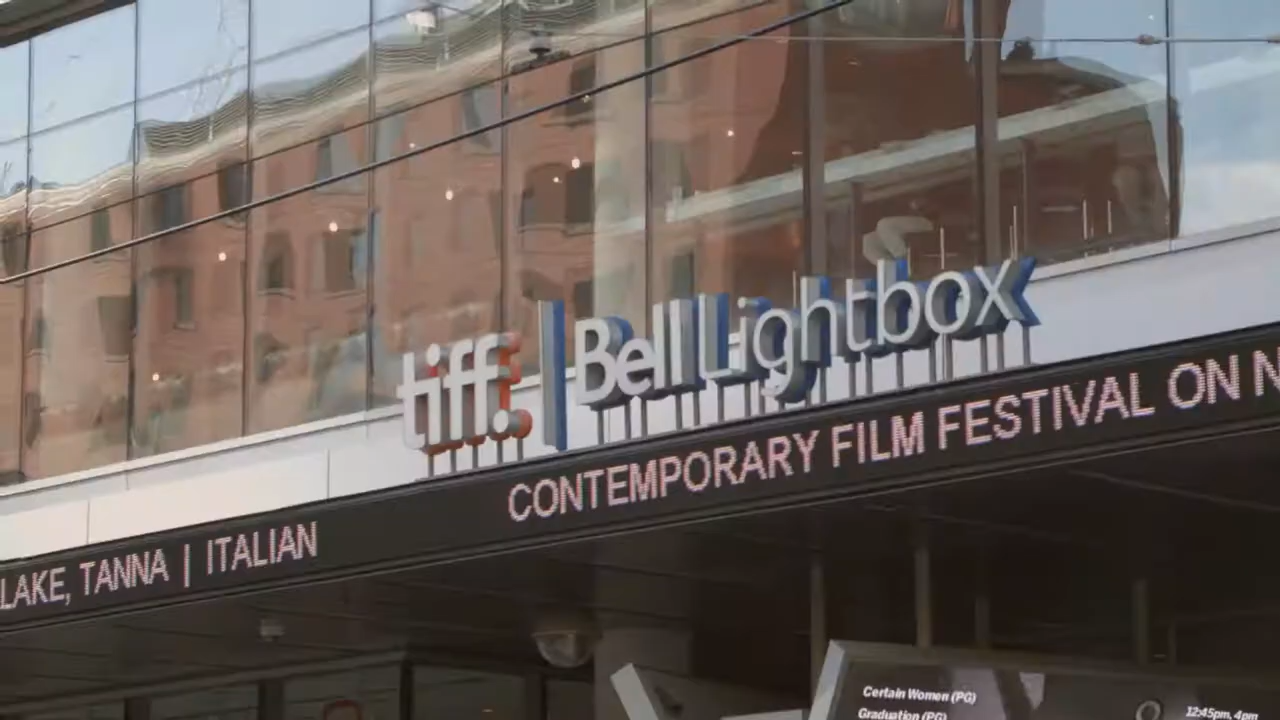 tiff. | Bell Lightbox
LAKE, TANNA | ITALIAN CONTEMPORARY FILM FESTIVAL ON N
Certain Women (PG) 12:45pm, 4pm
Graduation (PG)